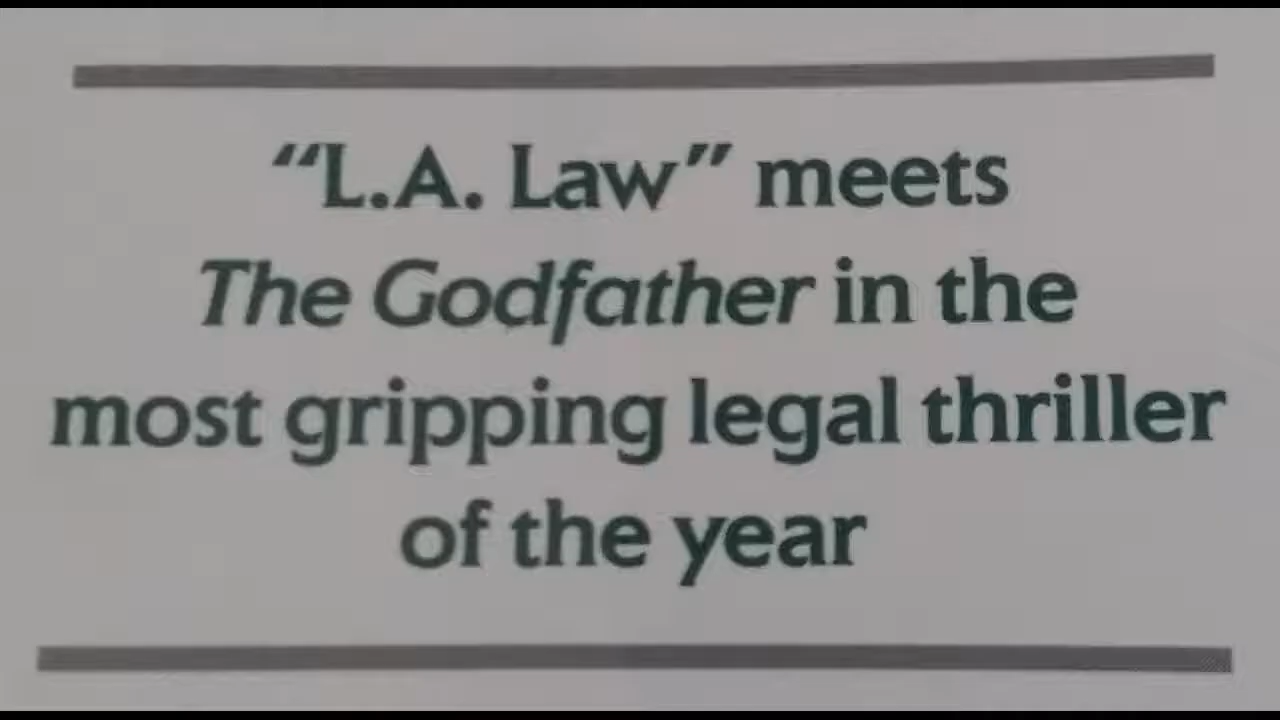 “L.A. Law” meets
The Godfather in the
most gripping legal thriller
of the year